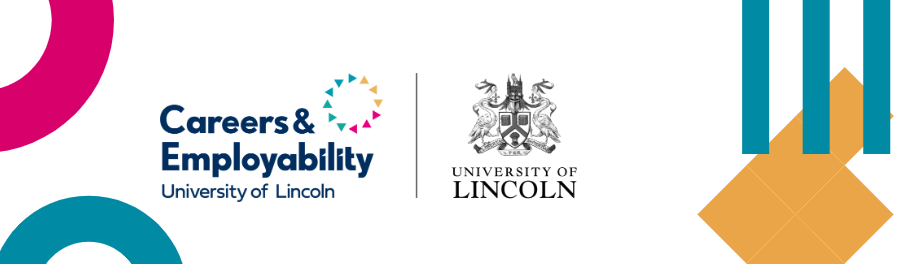 Careers &
Employability
University of Lincoln
UNIVERSITY OF
LINCOLN